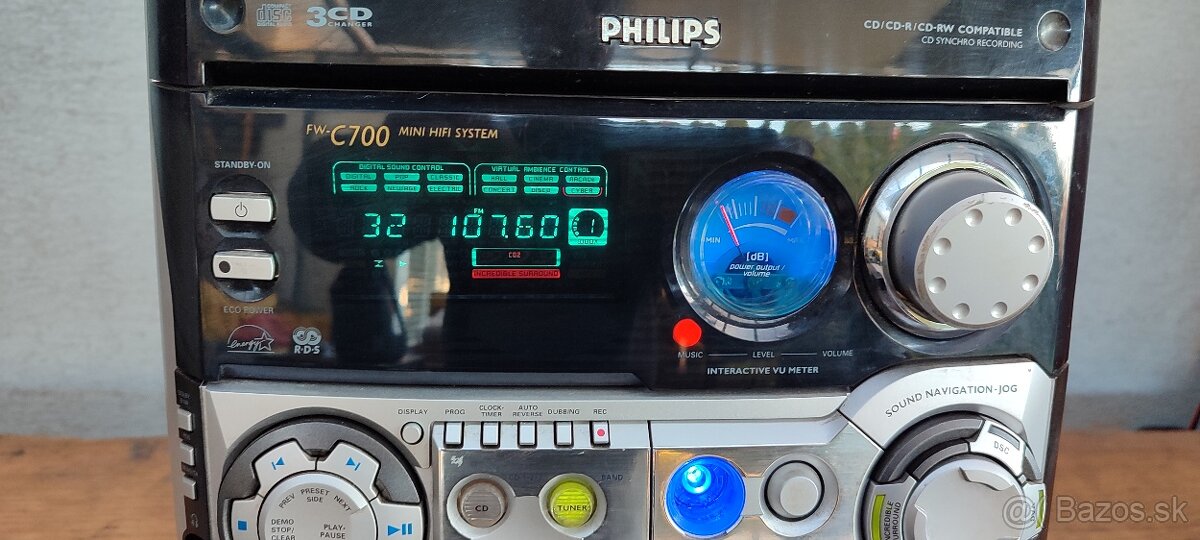 COMPACT disc DIGITAL AUDIO
3CD CHANGER
PHILIPS
CD/CD-R/CD-RW COMPATIBLE
CD SYNCHRO RECORDING
FW-C700 MINI HIFI SYSTEM
STANDBY-ON
DIGITAL SOUND CONTROL
DIGITAL POP CLASSIC
ROCK NEWAGE ELECTRIC
VIRTUAL AMBIENCE CONTROL
HALL CINEMA ARCADE
CONCERT DISCO CYBER
FM
32 107.60 1
CD2
INCREDIBLE SURROUND
MIN MAX
[dB]
power output/
volume
ECO POWER
energy
R·D·S
MUSIC LEVEL VOLUME
INTERACTIVE VU METER
SOUND NAVIGATION-JOG
DISPLAY
PROG
CLOCK·
TIMER
AUTO
REVERSE
DUBBING
REC
DSC
BAND
CD
TUNER
PREV
PRESET
SIDE
NEXT
DEMO
STOP/
CLEAR
PLAY·
PAUSE
INCREDIBLE
SURROUND
Bazos.sk